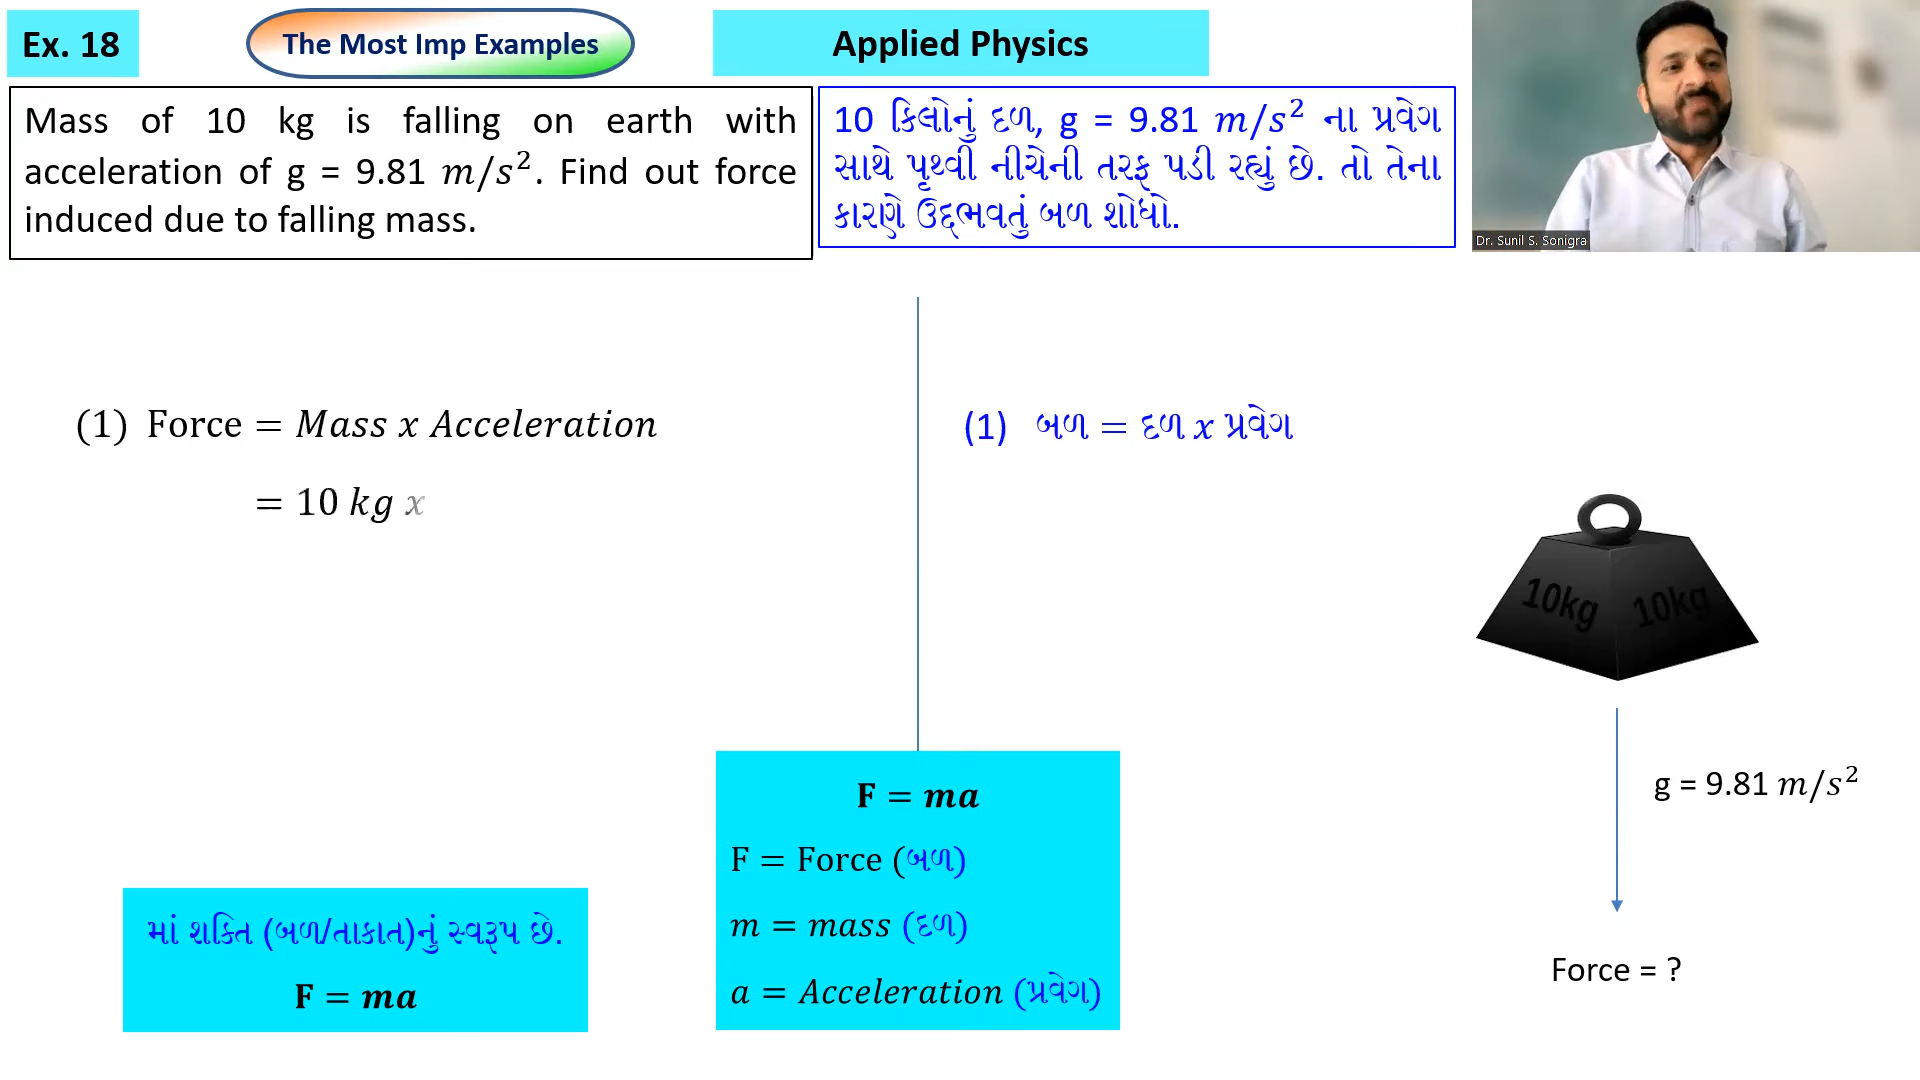 Ex. 18
The Most Imp Examples
Applied Physics
Mass of 10 kg is falling on earth with
acceleration of g = 9.81 m/s². Find out force
induced due to falling mass.
10 કિલોનું દળ, g = 9.81 m/s² ના પ્રવેગ
સાથે પૃથ્વી નીચેની તરફ પડી રહ્યું છે. તો તેના
કારણે ઉદ્દભવતું બળ શોધો.
Dr. Sunil S. Sonigra
(1) Force = Mass x Acceleration
= 10 kg x
(1) બળ = દળ x પ્રવેગ
10kg 10kg
g = 9.81 m/s²
Force = ?
F = ma
F = Force (બળ)
m = mass (દળ)
a = Acceleration (પ્રવેગ)
માં શક્તિ (બળ/તાકાત)નું સ્વરૂપ છે.
F = ma